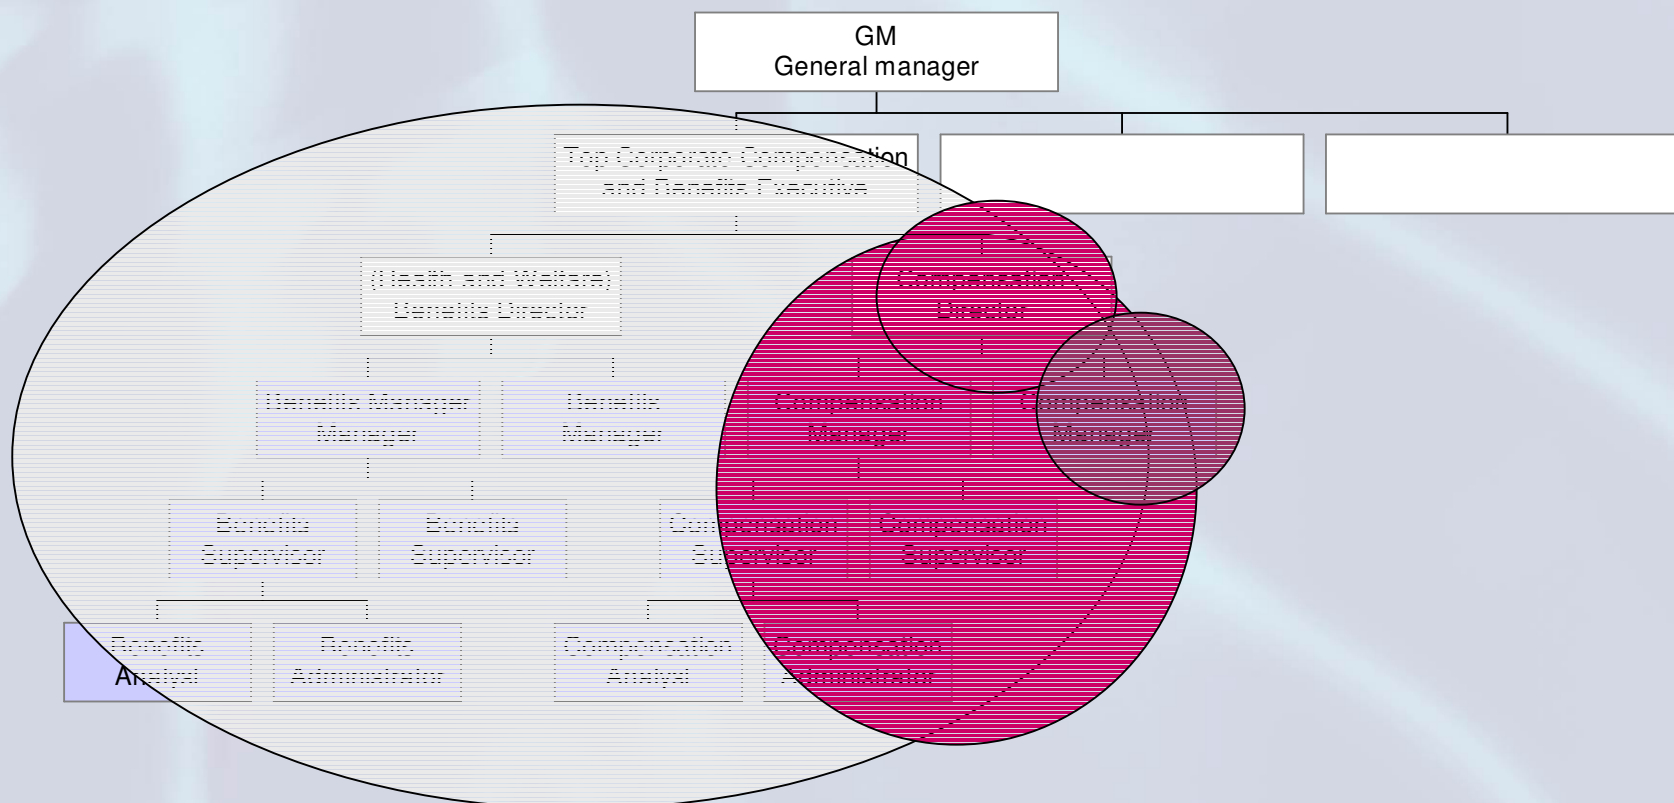 GM
General manager
Top Corporate Compensation
and Benefits Executive
(Health and Welfare)
Benefits Director
Compensation
Director
Benefits Manager
Manager
Benefits
Manager
Compensation
Manager
Compensation
Manager
Benefits
Supervisor
Benefits
Supervisor
Compensation
Supervisor
Compensation
Supervisor
Benefits
Analyst
Benefits
Administrator
Compensation
Analyst
Compensation
Administrator